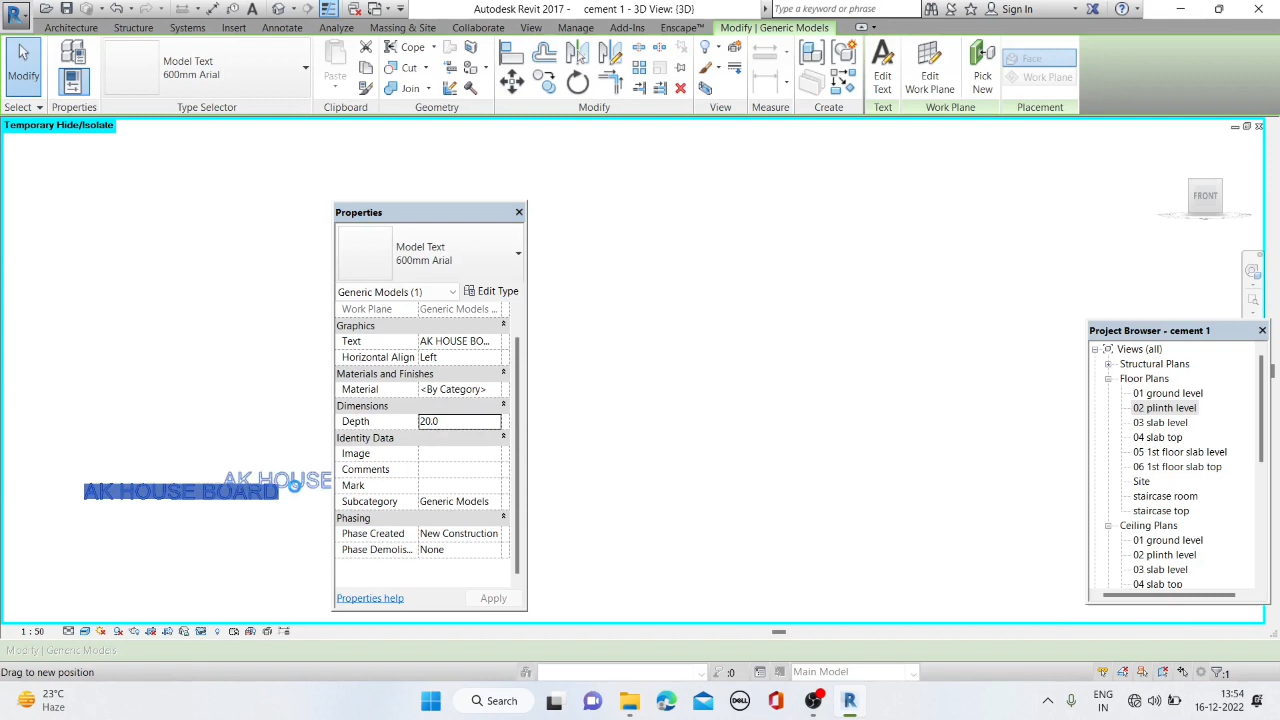 Autodesk Revit 2017 -
cement 1 - 3D View: {3D}
Type a keyword or phrase
Sign In
Architecture
Structure
Systems
Insert
Annotate
Analyze
Massing & Site
Collaborate
View
Manage
Add-Ins
Escape™
Modify | Generic Models
Modify
Select
Properties
Model Text
600mm Arial
Type Selector
Paste
Clipboard
Cope
Cut
Join
Geometry
Modify
View
Measure
Create
Edit
Text
Text
Edit
Work Plane
Pick
New
Work Plane
Face
Work Plane
Placement
Temporary Hide/Isolate
FRONT
Properties
Model Text
600mm Arial
Generic Models (1)
Edit Type
Work Plane Generic Models ...
Graphics
Text AK HOUSE BO...
Horizontal Align Left
Materials and Finishes
Material <By Category>
Dimensions
Depth 20.0
Identity Data
Image
Comments
Mark
Subcategory Generic Models
Phasing
Phase Created New Construction
Phase Demolis... None
Properties help
Apply
AK HOUSE
AK HOUSE BOARD
Project Browser - cement 1
Views (all)
Structural Plans
Floor Plans
01 ground level
02 plinth level
03 slab level
04 slab top
05 1st floor slab level
06 1st floor slab top
Site
staircase room
staircase top
Ceiling Plans
01 ground level
02 plinth level
03 slab level
04 slab top
1 : 50
Modify | Generic Models
Drag to new position
:0
Main Model
:1
23°C
Haze
Search
ENG
IN
13:54
16-12-2022